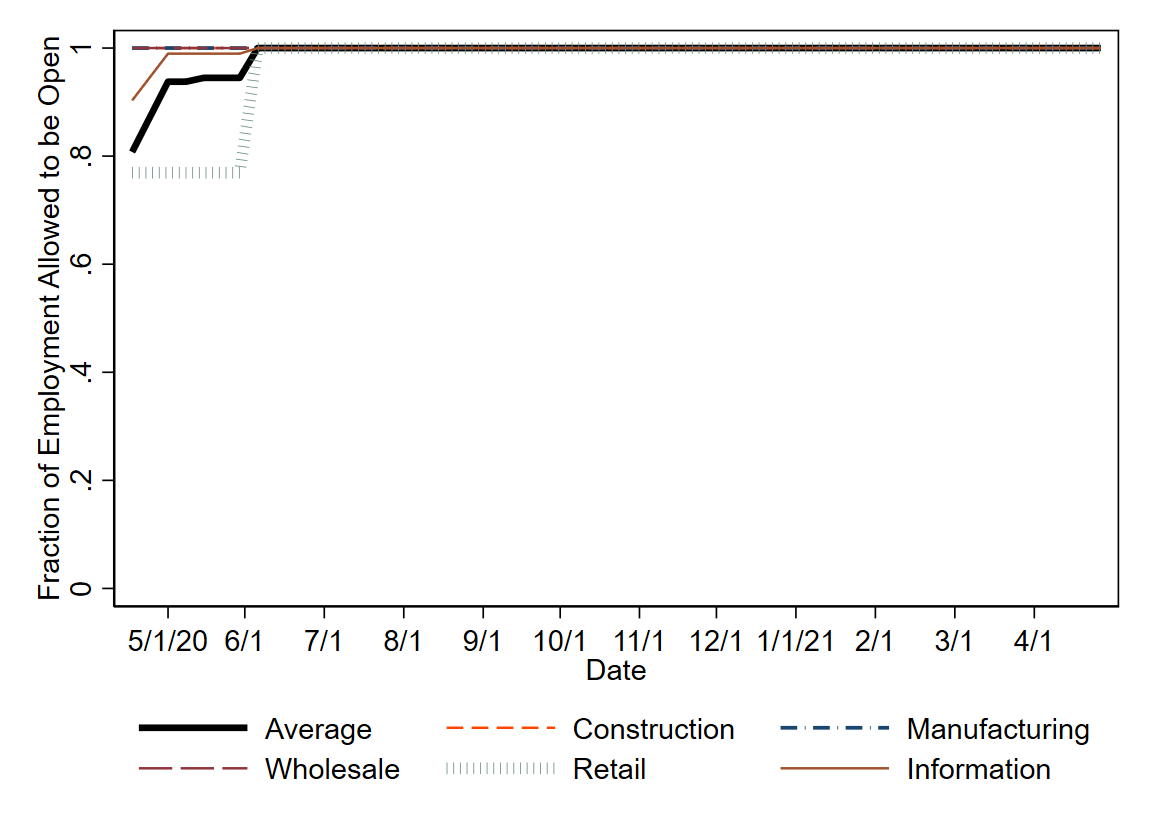 Fraction of Employment Allowed to be Open
1
.8
.6
.4
.2
0
5/1/20 6/1 7/1 8/1 9/1 10/1 11/1 12/1 1/1/21 2/1 3/1 4/1
Date
Average Construction Manufacturing
Wholesale Retail Information